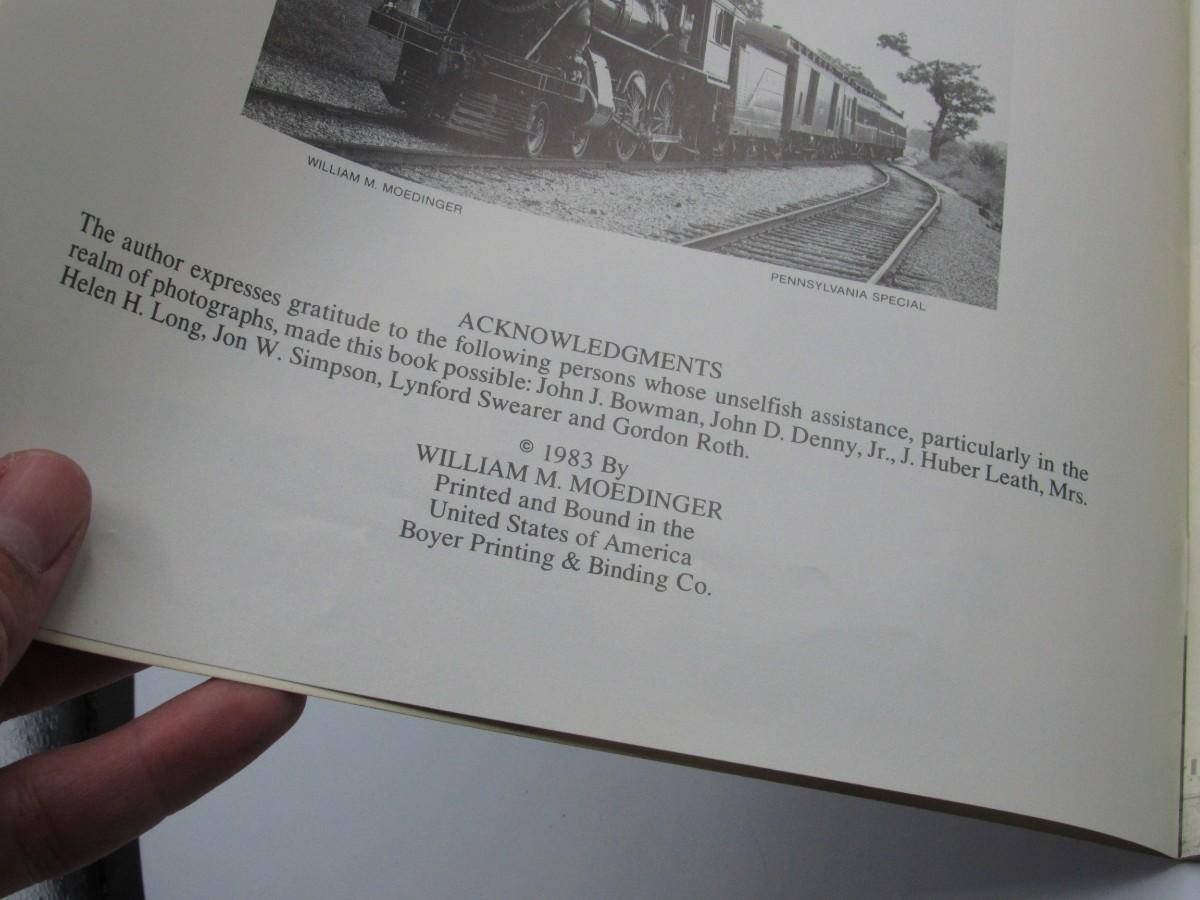 WILLIAM M. MOEDINGER
PENNSYLVANIA SPECIAL
ACKNOWLEDGMENTS
The author expresses gratitude to the following persons whose unselfish assistance, particularly in the
realm of photographs, made this book possible: John J. Bowman, John D. Denny, Jr., J. Huber Leath, Mrs.
Helen H. Long, Jon W. Simpson, Lynford Swearer and Gordon Roth.
© 1983 By
WILLIAM M. MOEDINGER
Printed and Bound in the
United States of America
Boyer Printing & Binding Co.